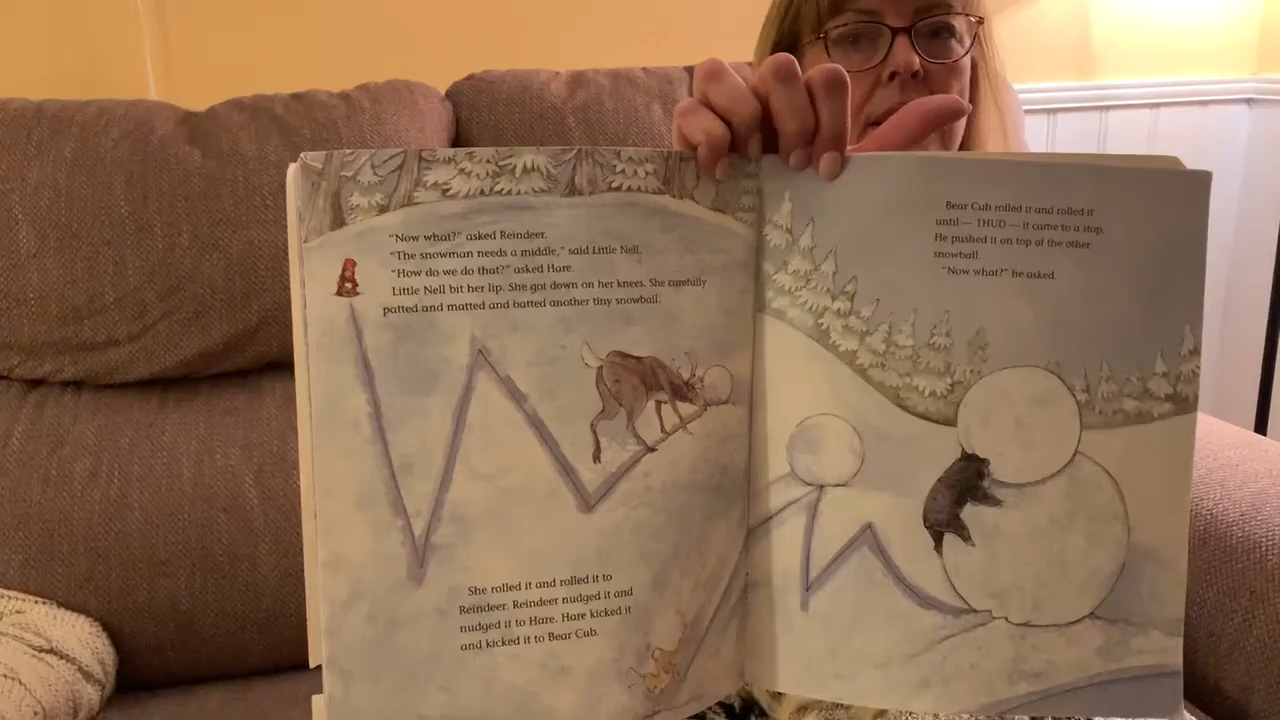 "Now what?" asked Reindeer.
"The snowman needs a middle," said Little Nell.
"How do we do that?" asked Hare.
Little Nell bit her lip. She got down on her knees. She carefully
patted and matted and batted another tiny snowball.
She rolled it and rolled it to
Reindeer. Reindeer nudged it and
nudged it to Hare. Hare kicked it
and kicked it to Bear Cub.
Bear Cub rolled it and rolled it
until — THUD — it came to a stop.
He pushed it on top of the other
snowball.
"Now what?" he asked.